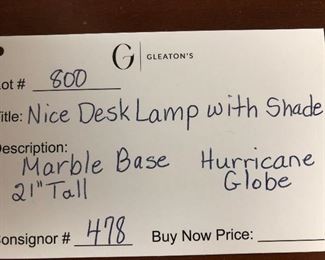 G | GLEATON'S
ot # 800
itle: Nice Desk Lamp with Shade
escription:
Marble Base Hurricane
21" Tall Globe
onsignor # 478 Buy Now Price: